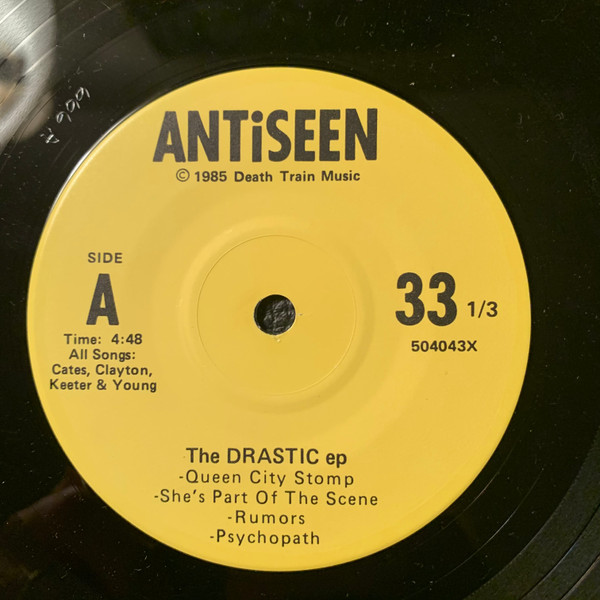 ANTiSEEN
© 1985 Death Train Music
SIDE
A
Time: 4:48
All Songs:
Cates, Clayton,
Keeter & Young
33 1/3
504043X
The DRASTIC ep
-Queen City Stomp
-She's Part Of The Scene
-Rumors
-Psychopath